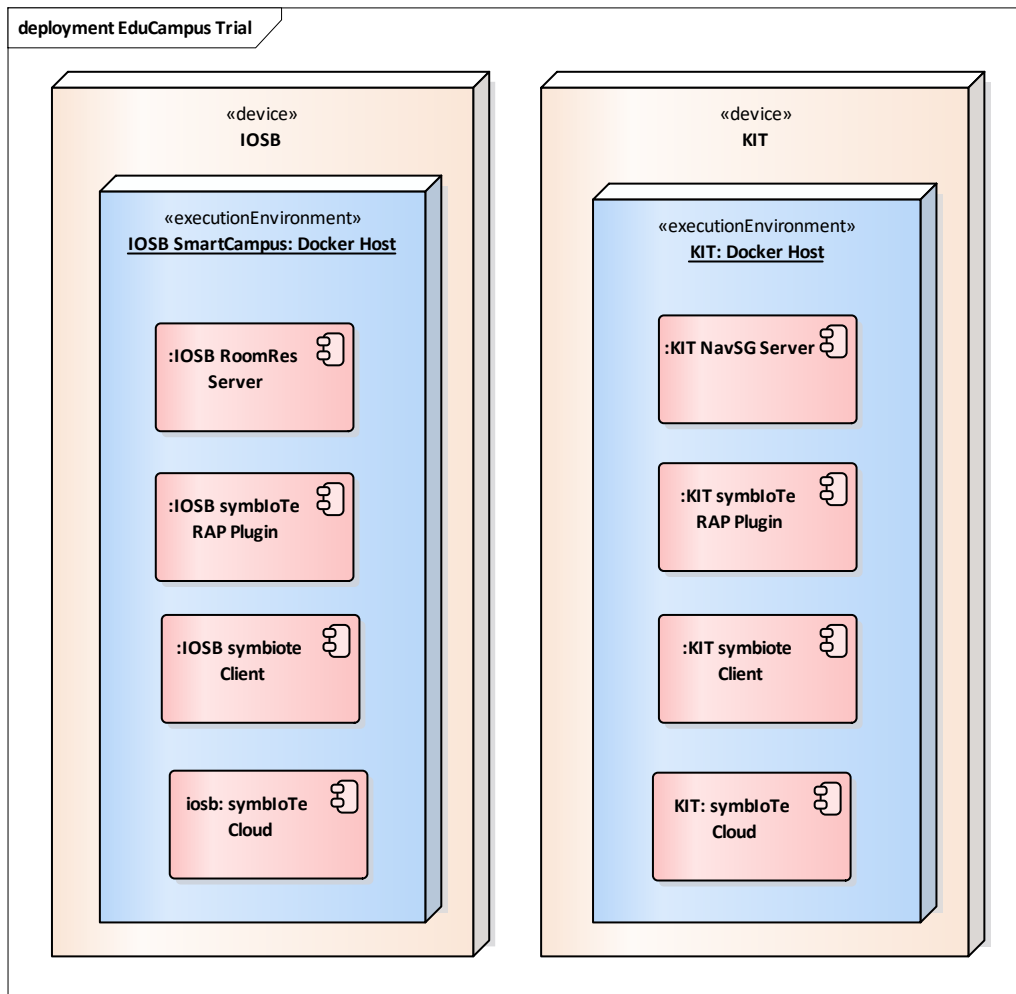 deployment EduCampus Trial
«device»
IOSB
«executionEnvironment»
IOSB SmartCampus: Docker Host
:IOSB RoomRes
Server
:IOSB symbIoTe
RAP Plugin
:IOSB symbiote
Client
iosb: symbIoTe
Cloud
«device»
KIT
«executionEnvironment»
KIT: Docker Host
:KIT NavSG Server
:KIT symbIoTe
RAP Plugin
:KIT symbiote
Client
KIT: symbIoTe
Cloud